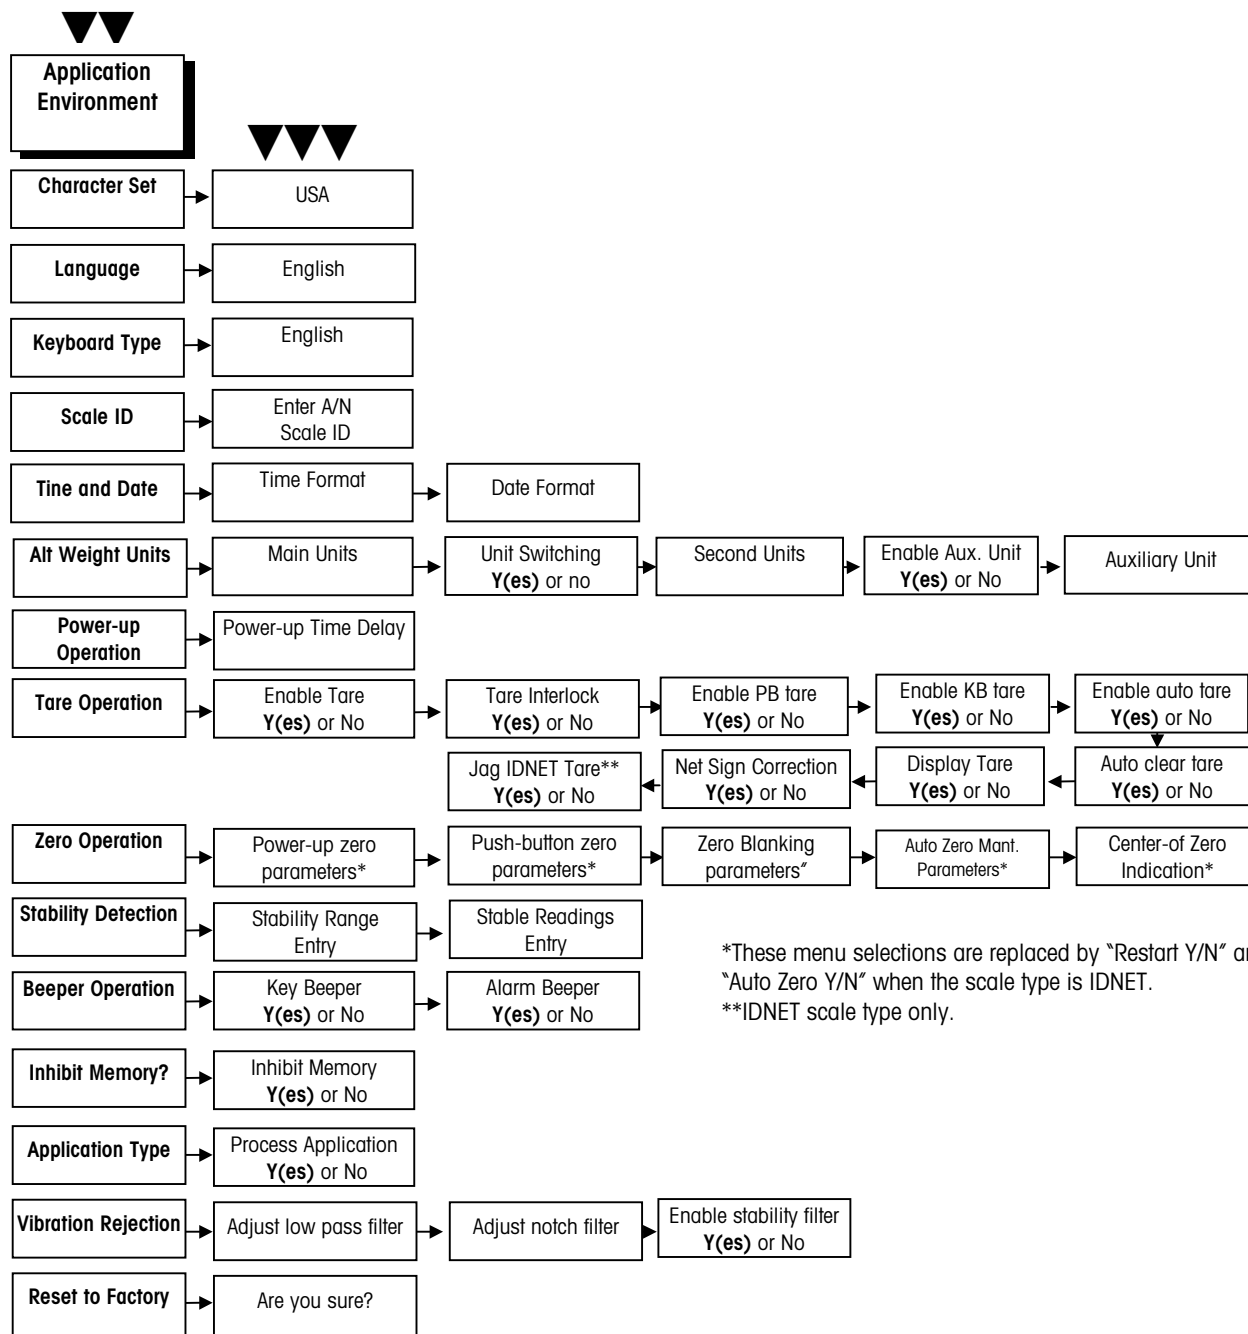 Application
Environment
Character Set
USA
Language
English
Keyboard Type
English
Scale ID
Enter A/N
Scale ID
Tine and Date
Time Format
Date Format
Alt Weight Units
Main Units
Unit Switching
Y(es) or no
Second Units
Enable Aux. Unit
Y(es) or No
Auxiliary Unit
Power-up
Operation
Power-up Time Delay
Tare Operation
Enable Tare
Y(es) or No
Tare Interlock
Y(es) or No
Enable PB tare
Y(es) or No
Enable KB tare
Y(es) or No
Enable auto tare
Y(es) or No
Auto clear tare
Y(es) or No
Display Tare
Y(es) or No
Net Sign Correction
Y(es) or No
Jag IDNET Tare**
Y(es) or No
Zero Operation
Power-up zero
parameters*
Push-button zero
parameters*
Zero Blanking
parameters″
Auto Zero Mant.
Parameters*
Center-of Zero
Indication*
Stability Detection
Stability Range
Entry
Stable Readings
Entry
*These menu selections are replaced by ‶Restart Y/N″
‶Auto Zero Y/N″ when the scale type is IDNET.
**IDNET scale type only.
Beeper Operation
Key Beeper
Y(es) or No
Alarm Beeper
Y(es) or No
Inhibit Memory?
Inhibit Memory
Y(es) or No
Application Type
Process Application
Y(es) or No
Vibration Rejection
Adjust low pass filter
Adjust notch filter
Enable stability filter
Y(es) or No
Reset to Factory
Are you sure?